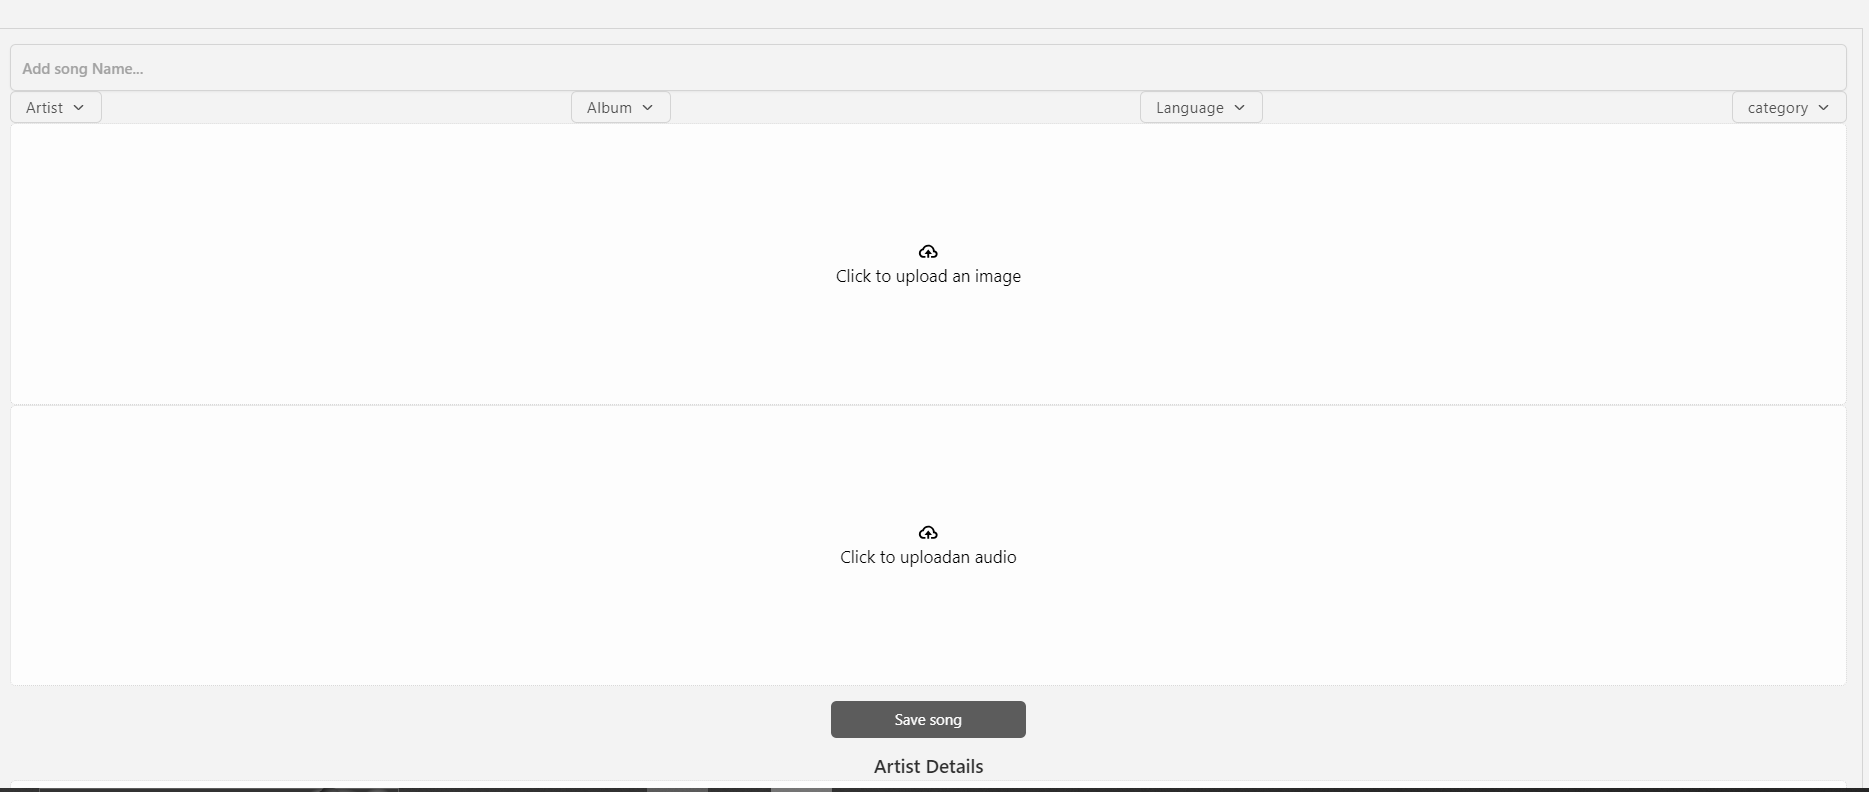 Add song Name...
Artist
Album
Language
category
Click to upload an image
Click to uploadan audio
Save song
Artist Details